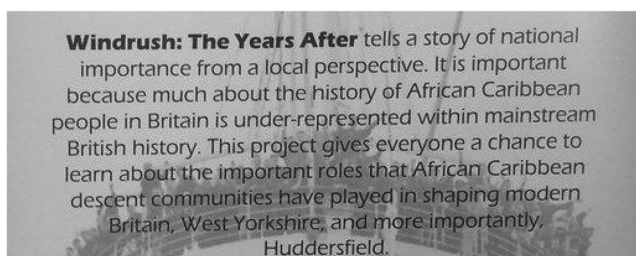 Windrush: The Years After tells a story of national
importance from a local perspective. It is important
because much about the history of African Caribbean
people in Britain is under-represented within mainstream
British history. This project gives everyone a chance to
learn about the important roles that African Caribbean
descent communities have played in shaping modern
Britain, West Yorkshire, and more importantly,
Huddersfield.